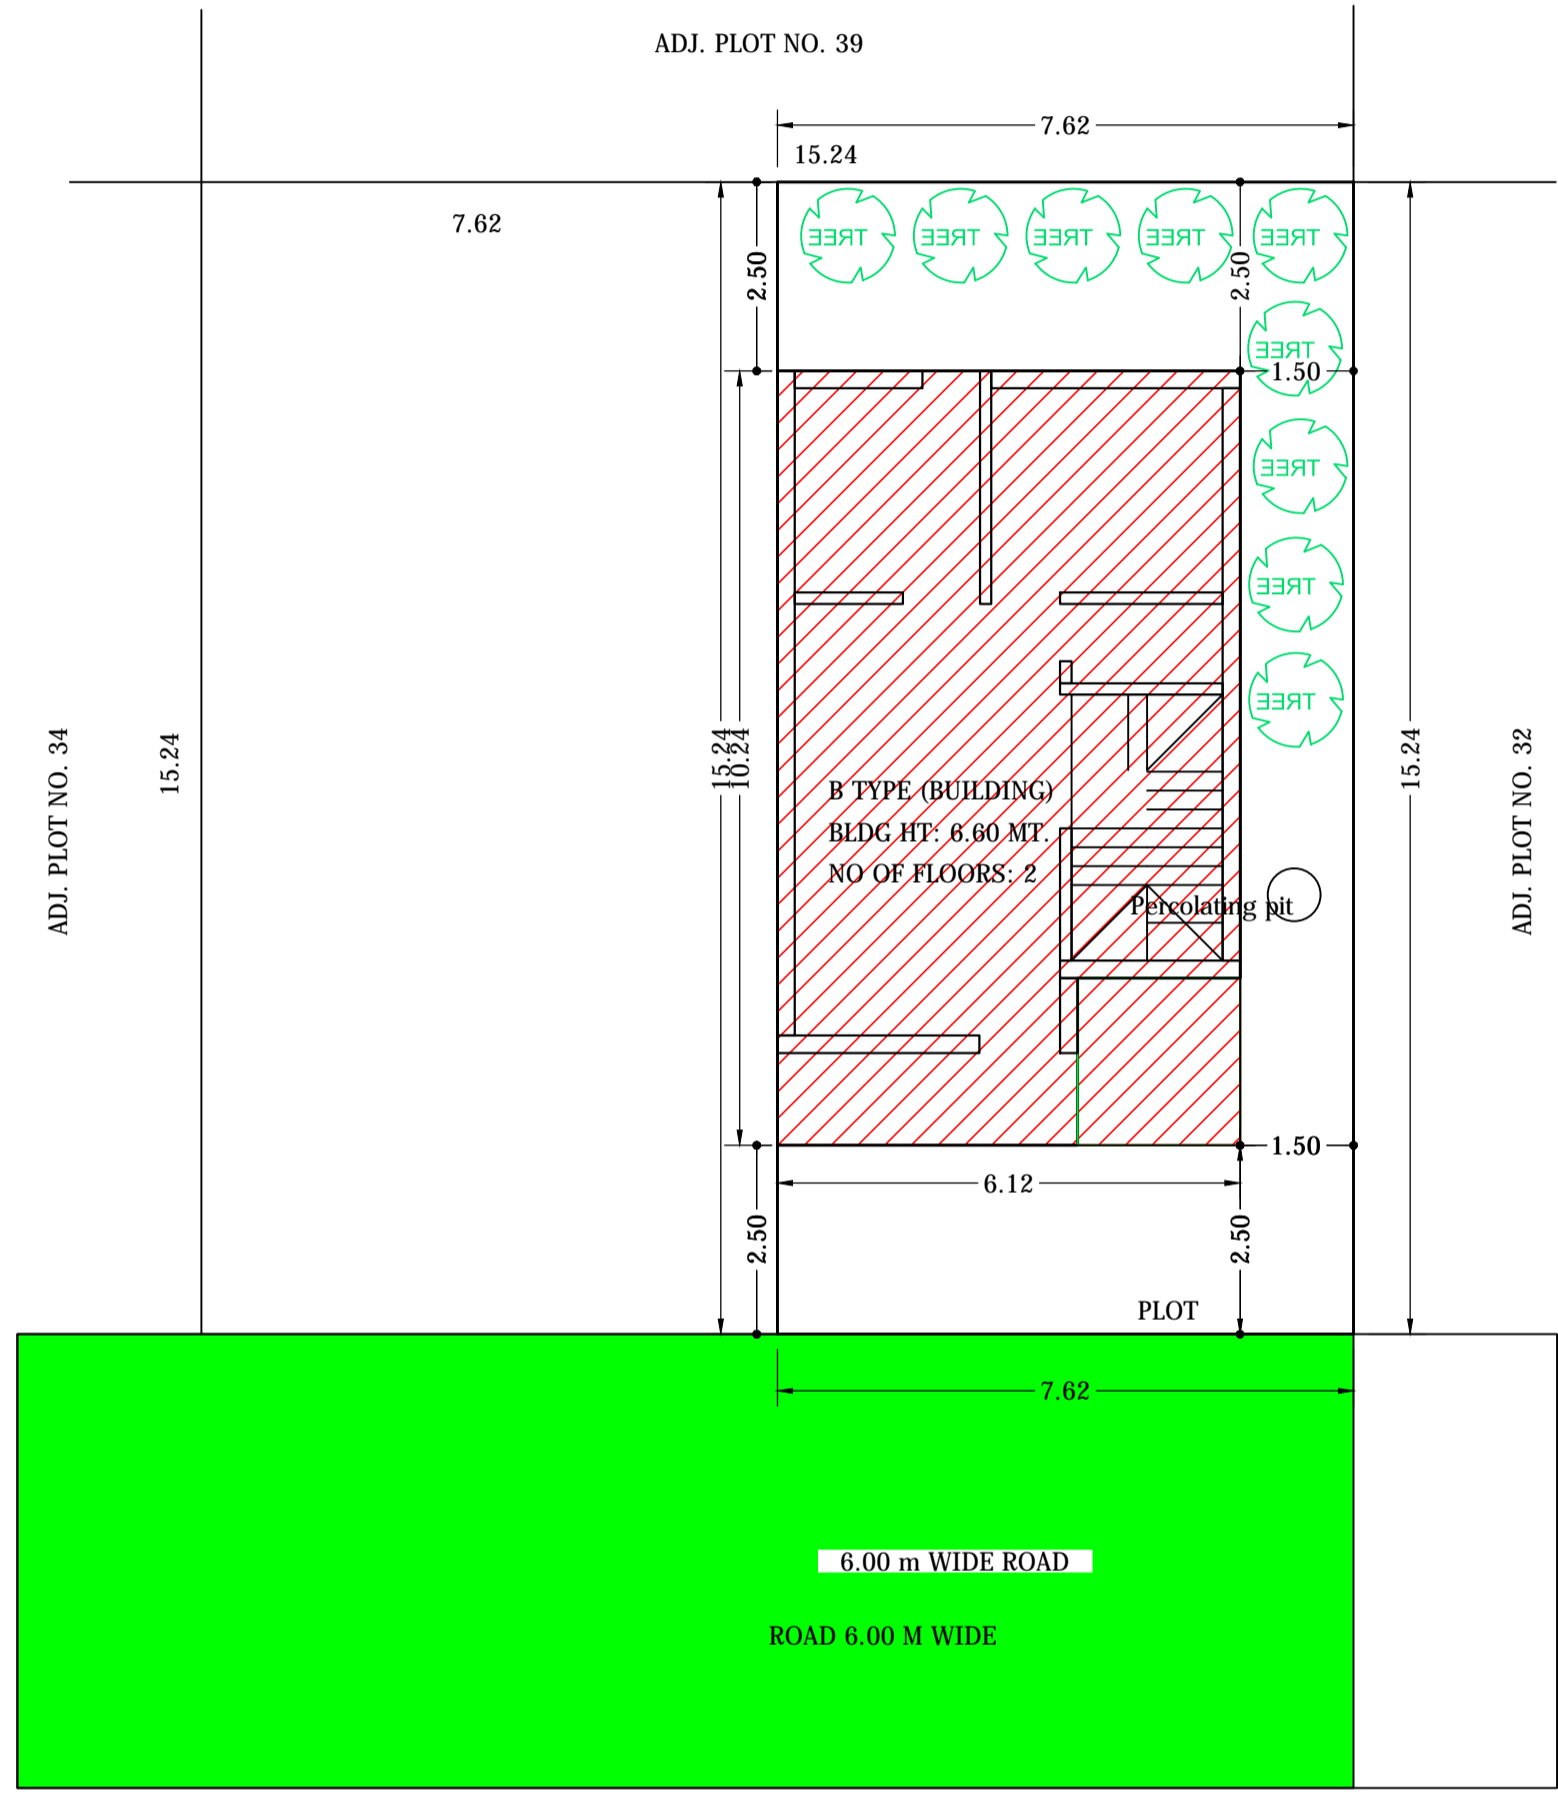 ADJ. PLOT NO. 39
7.62
15.24
7.62
TREE
TREE
TREE
TREE
TREE
2.50
2.50
TREE
1.50
TREE
TREE
TREE
ADJ. PLOT NO. 34
15.24
15.24
10.24
15.24
ADJ. PLOT NO. 32
B TYPE (BUILDING)
BLDG HT: 6.60 MT.
NO OF FLOORS: 2
Percolating pit
1.50
6.12
2.50
2.50
PLOT
7.62
6.00 m WIDE ROAD
ROAD 6.00 M WIDE